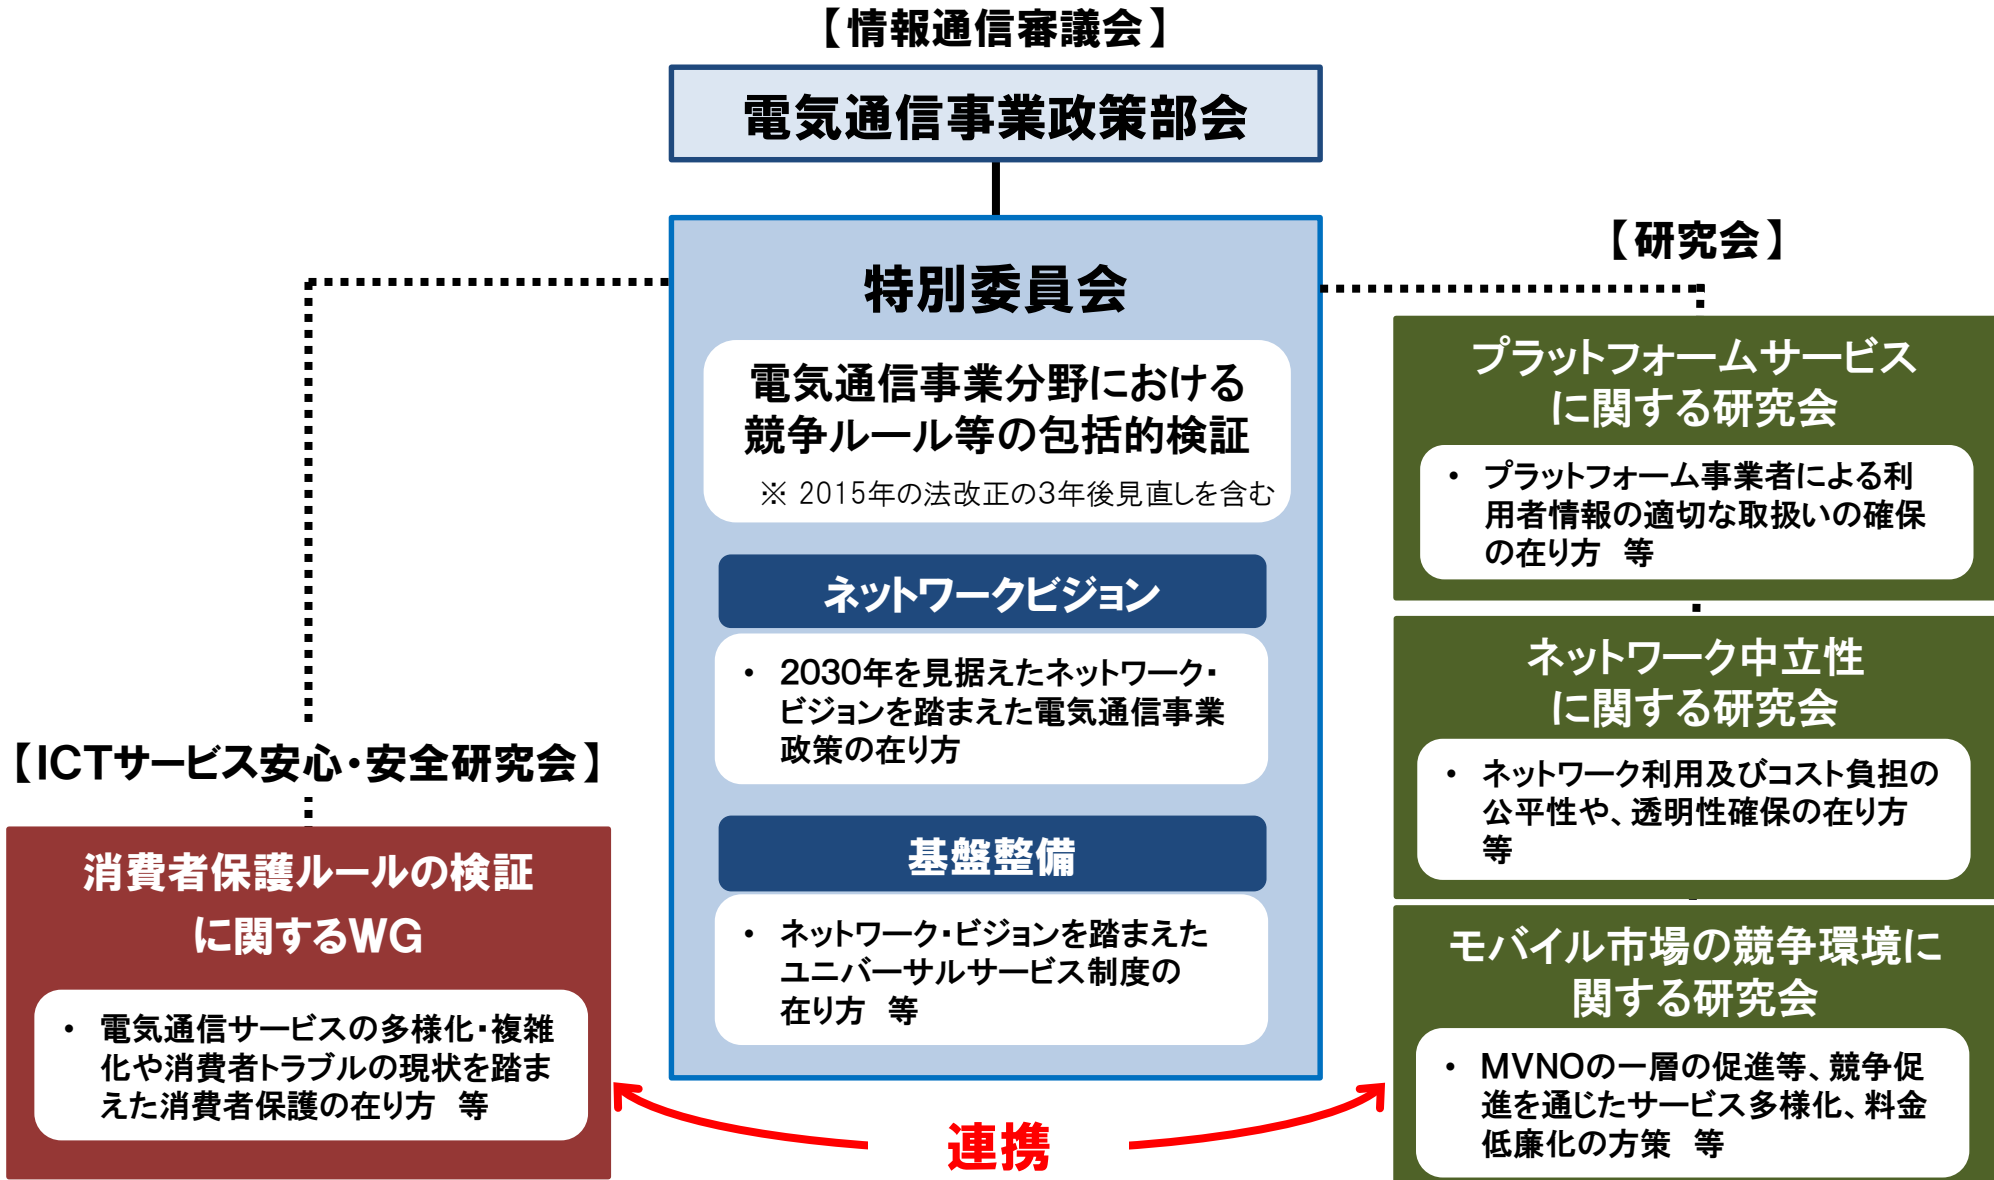 【情報通信審議会】
電気通信事業政策部会
特別委員会
電気通信事業分野における
競争ルール等の包括的検証
※ 2015年の法改正の3年後見直しを含む
ネットワークビジョン
• 2030年を見据えたネットワーク・
ビジョンを踏まえた電気通信事業
政策の在り方
基盤整備
• ネットワーク・ビジョンを踏まえた
ユニバーサルサービス制度の
在り方 等
【ICTサービス安心・安全研究会】
消費者保護ルールの検証
に関するWG
• 電気通信サービスの多様化・複雑
化や消費者トラブルの現状を踏ま
えた消費者保護の在り方 等
【研究会】
プラットフォームサービス
に関する研究会
• プラットフォーム事業者による利
用者情報の適切な取扱いの確保
の在り方 等
ネットワーク中立性
に関する研究会
• ネットワーク利用及びコスト負担の
公平性や、透明性確保の在り方
等
モバイル市場の競争環境に
関する研究会
• MVNOの一層の促進等、競争促
進を通じたサービス多様化、料金
低廉化の方策 等
連携